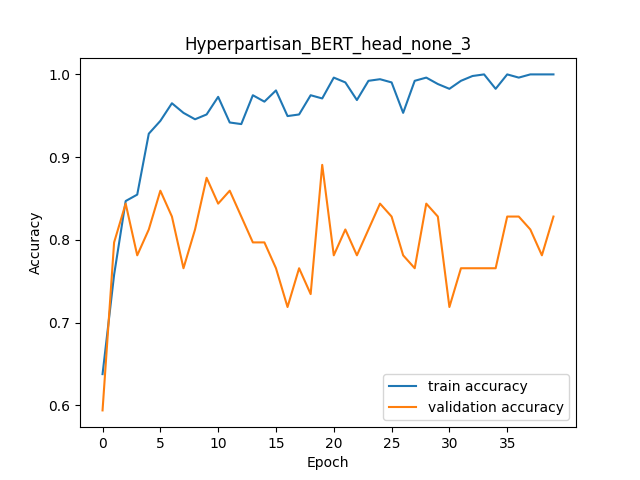 Hyperpartisan_BERT_head_none_3
1.0
0.9
0.8
0.7
0.6
Accuracy
0 5 10 15 20 25 30 35
Epoch
train accuracy
validation accuracy